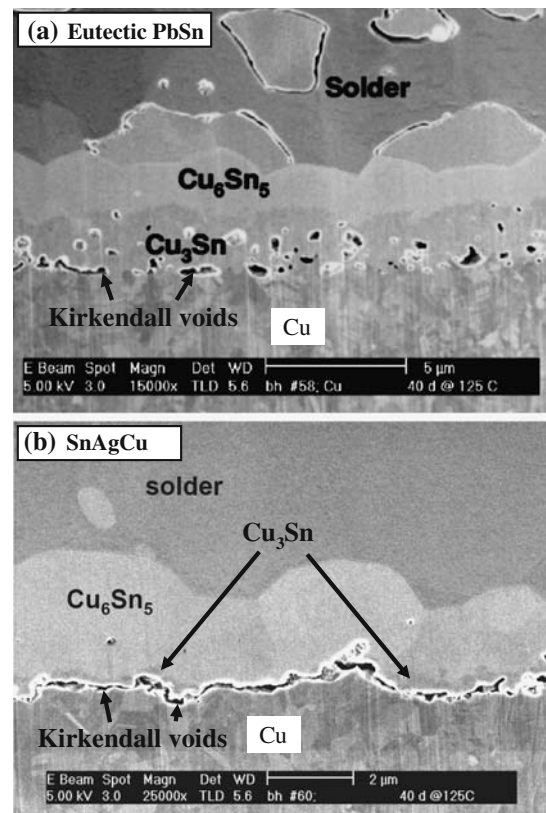 (a) Eutectic PbSn
Solder
Cu₆Sn₅
Cu₃Sn
Kirkendall voids
Cu
E Beam Spot Magn Det WD 5 µm
5.00 kV 3.0 15000x TLD 5.6 bh #58; Cu 40 d @ 125 C
(b) SnAgCu
solder
Cu₃Sn
Cu₆Sn₅
Kirkendall voids
Cu
E Beam Spot Magn Det WD 2 µm
5.00 kV 3.0 25000x TLD 5.6 bh #60; 40 d @125C